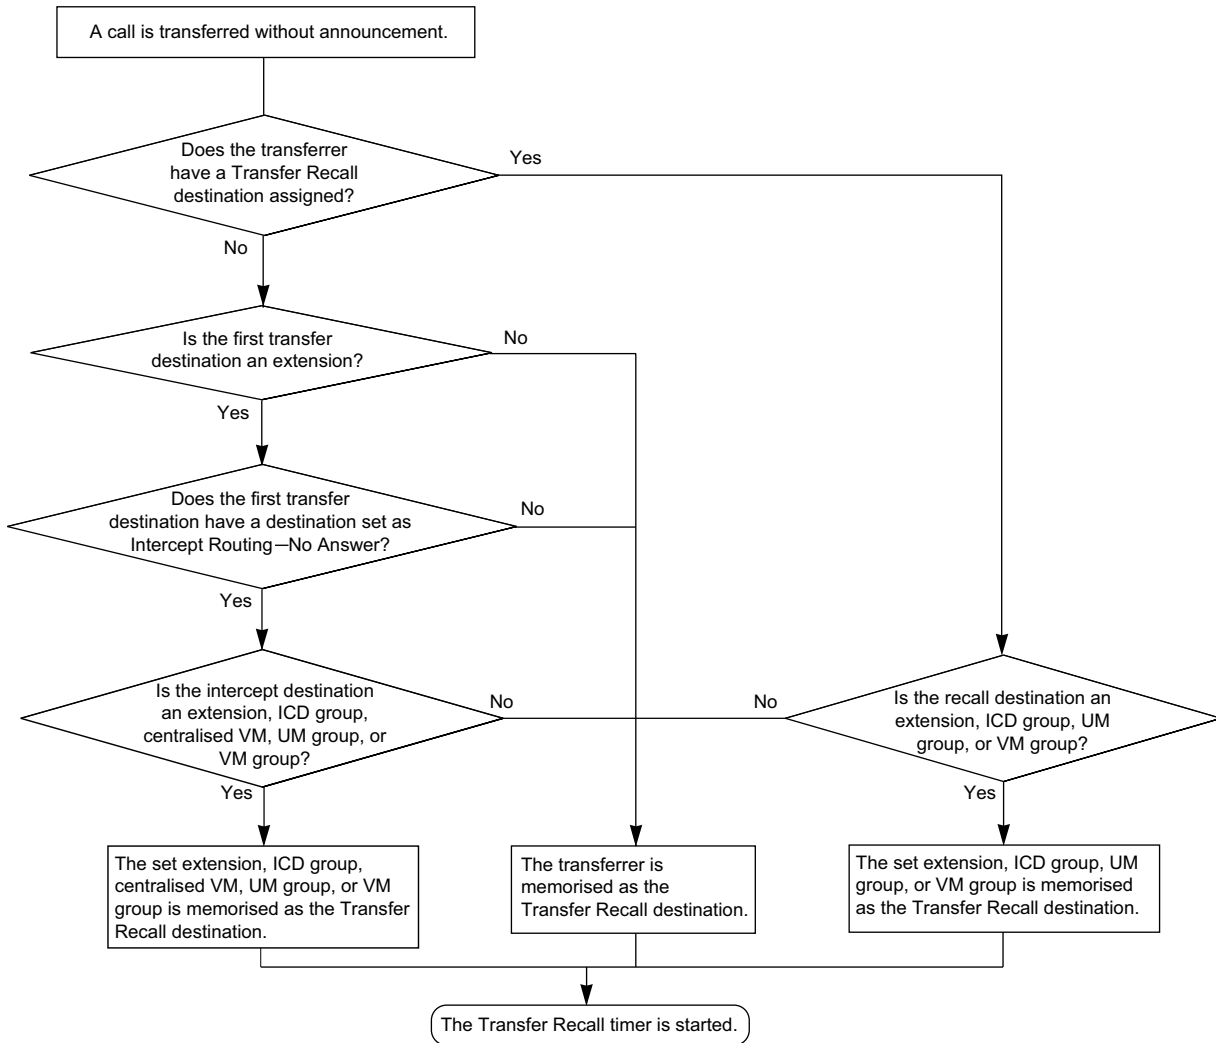 A call is transferred without announcement.
Does the transferrer
have a Transfer Recall
destination assigned?
Yes
No
Is the first transfer
destination an extension?
No
Yes
Does the first transfer
destination have a destination set as
Intercept Routing—No Answer?
No
Yes
Is the intercept destination
an extension, ICD group,
centralised VM, UM group, or
VM group?
No
Yes
No
Is the recall destination an
extension, ICD group, UM
group, or VM group?
Yes
The set extension, ICD group,
centralised VM, UM group, or VM
group is memorised as the Transfer
Recall destination.
The transferrer is
memorised as the
Transfer Recall destination.
The set extension, ICD group, UM
group, or VM group is memorised
as the Transfer Recall destination.
The Transfer Recall timer is started.